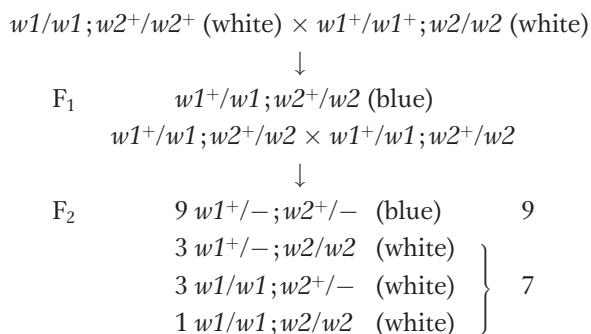 w1/w1; w2⁺/w2⁺ (white) × w1⁺/w1⁺; w2/w2 (white)
↓
F₁ w1⁺/w1; w2⁺/w2 (blue)
w1⁺/w1; w2⁺/w2 × w1⁺/w1; w2⁺/w2
↓
F₂ 9 w1⁺/−; w2⁺/− (blue) 9
3 w1⁺/−; w2/w2 (white)
3 w1/w1; w2⁺/− (white) 7
1 w1/w1; w2/w2 (white)